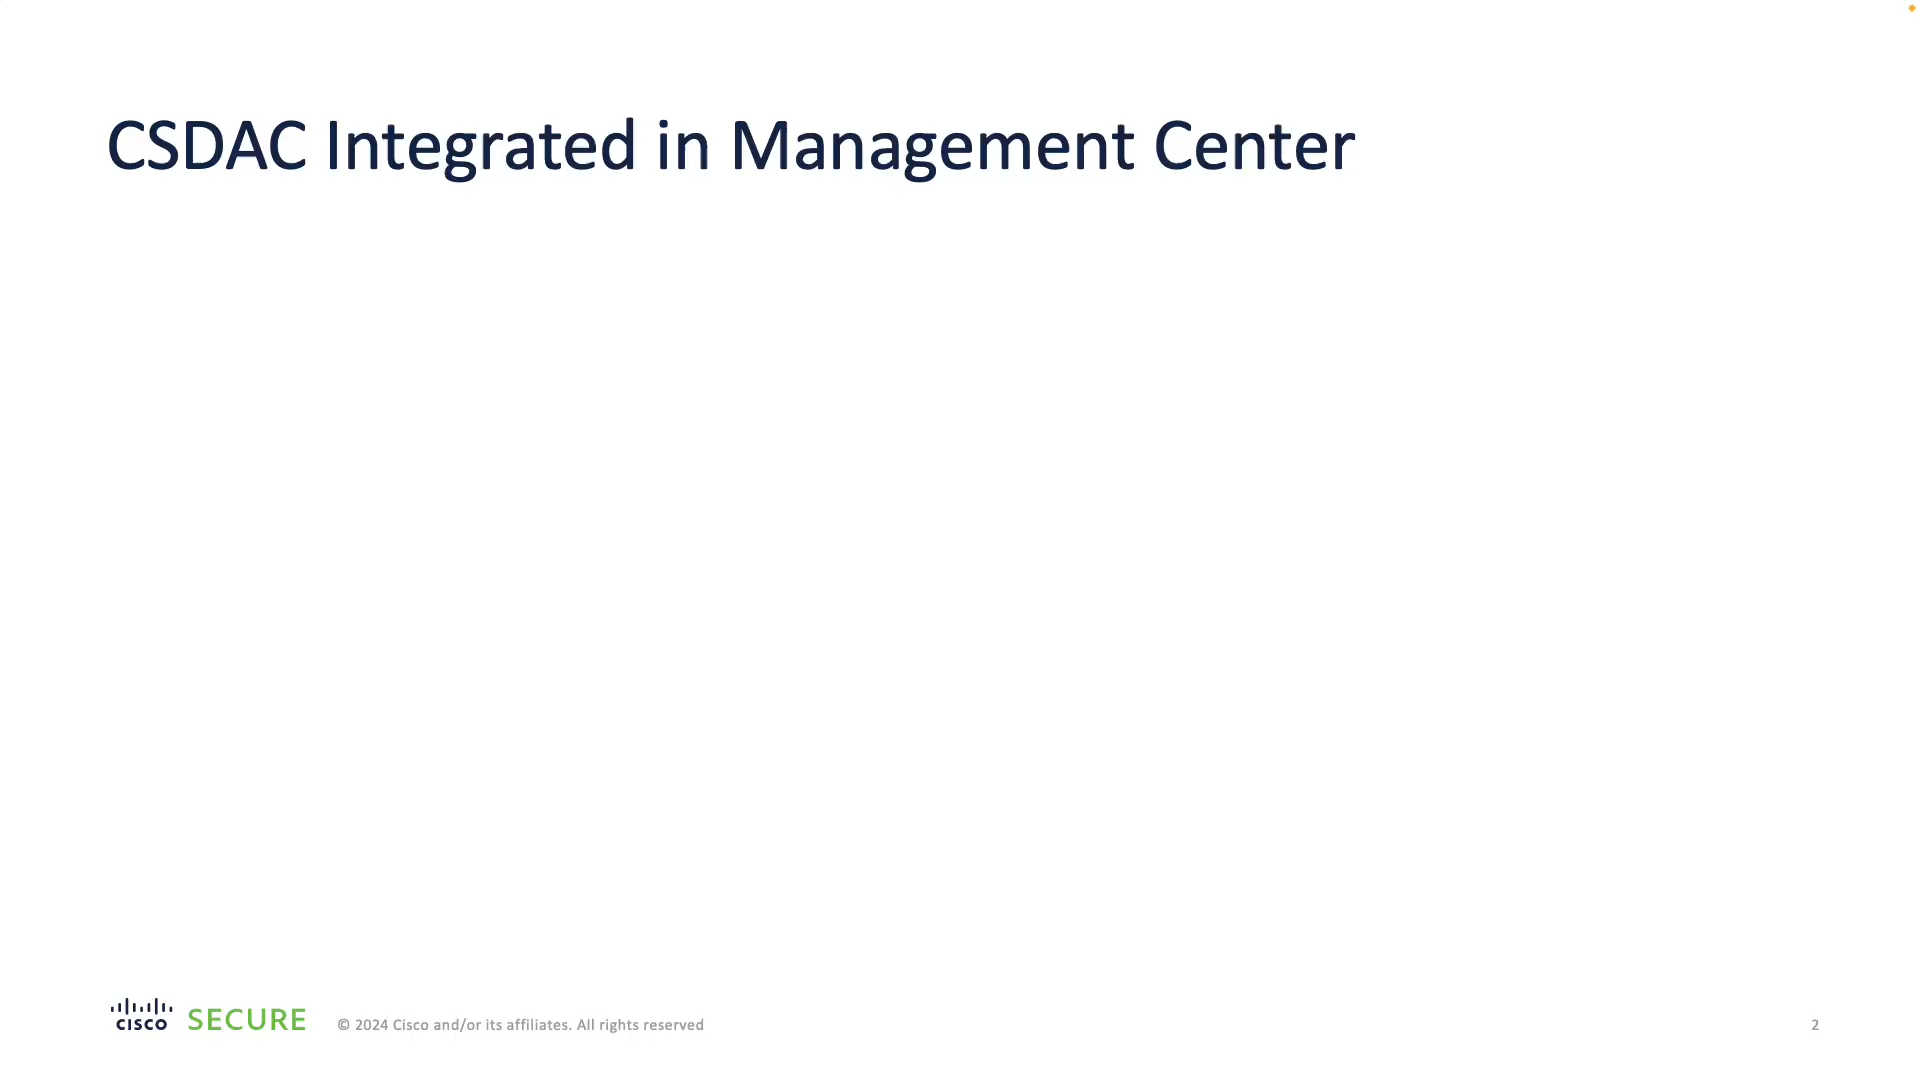 CSDAC Integrated in Management Center
cisco SECURE © 2024 Cisco and/or its affiliates. All rights reserved 2